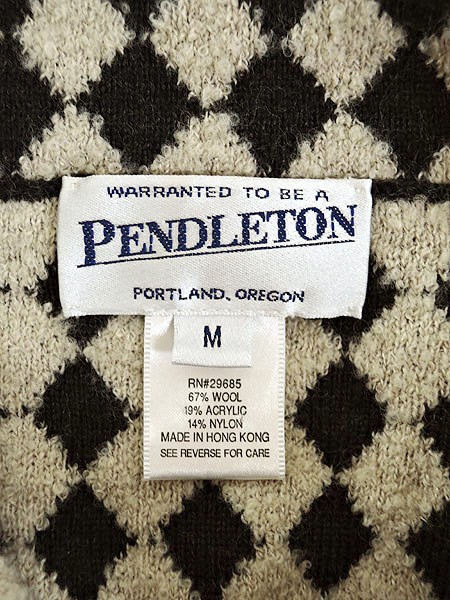 WARRANTED TO BE A
PENDLETON
PORTLAND, OREGON
M
RN#29685
67% WOOL
19% ACRYLIC
14% NYLON
MADE IN HONG KONG
SEE REVERSE FOR CARE